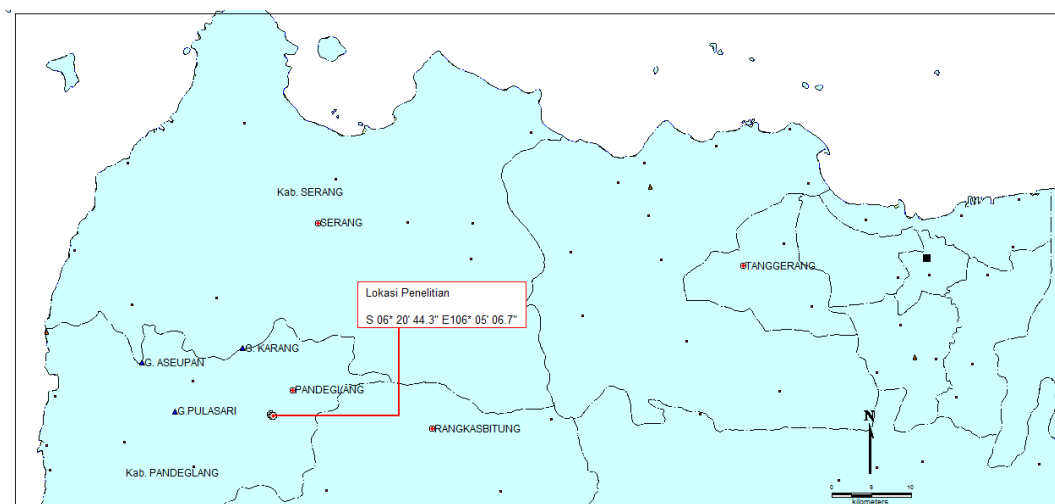 Kab. SERANG
SERANG
TANGGERANG
Lokasi Penelitian
S 06* 20' 44.3" E106* 05' 06.7"
G. KARANG
G. ASEUPAN
PANDEGLANG
G.PULASARI
N
RANGKASBITUNG
Kab. PANDEGLANG
0 5 10
kilometers